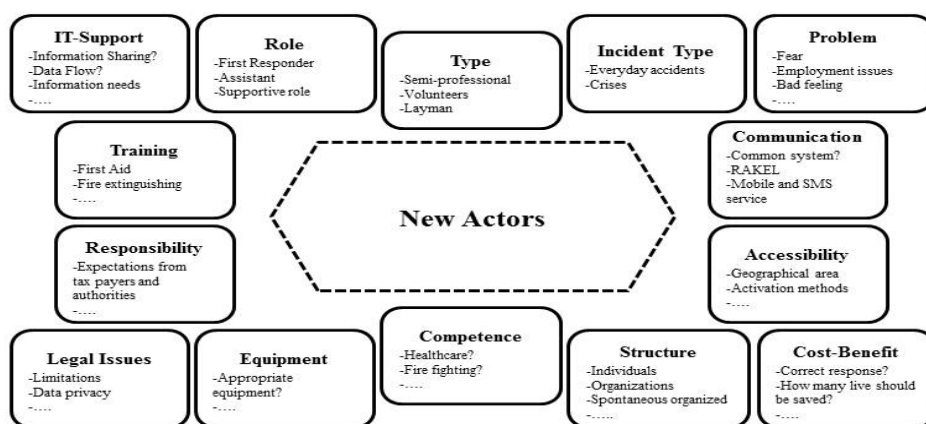 IT-Support
-Information Sharing?
-Data Flow?
-Information needs
-....
Role
-First Responder
-Assistant
-Supportive role
Type
-Semi-professional
-Volunteers
-Layman
Incident Type
-Everyday accidents
-Crises
Problem
-Fear
-Employment issues
-Bad feeling
-....
Training
-First Aid
-Fire extinguishing
-....
New Actors
Communication
-Common system?
-RAKEL
-Mobile and SMS
service
Responsibility
-Expectations from
tax payers and
authorities
-....
Accessibility
-Geographical area
-Activation methods
-....
Legal Issues
-Limitations
-Data privacy
-....
Equipment
-Appropriate
equipment?
-....
Competence
-Healthcare?
-Fire fighting?
-....
Structure
-Individuals
-Organizations
-Spontaneous organized
-.....
Cost-Benefit
-Correct response?
-How many live should
be saved?
-....